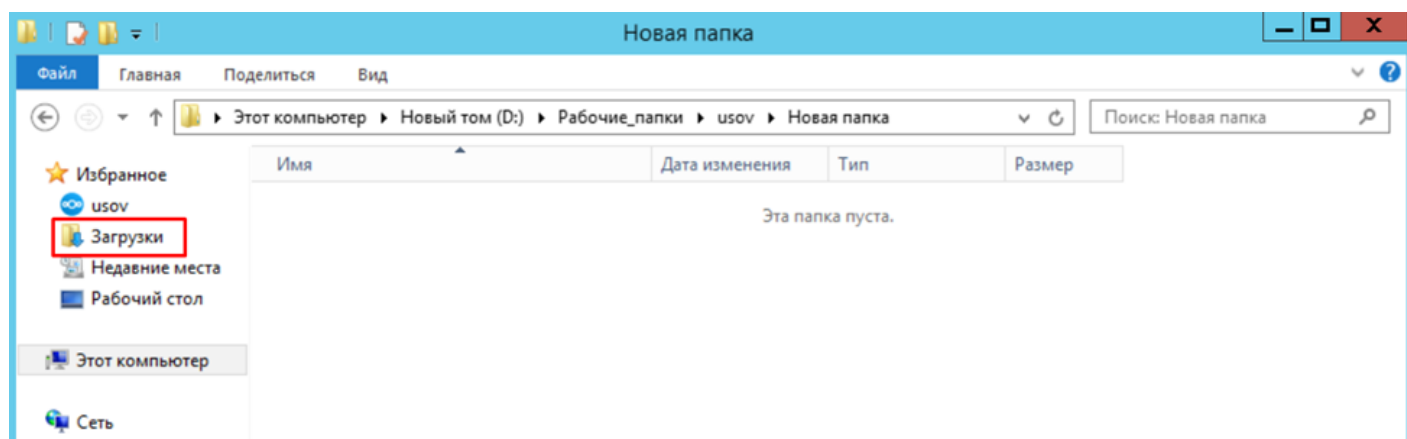 Новая папка
Файл Главная Поделиться Вид
Этот компьютер Новый том (D:) Рабочие_папки usov Новая папка Поиск: Новая папка
Имя Дата изменения Тип Размер
Избранное
usov
Эта папка пуста.
Загрузки
Недавние места
Рабочий стол
Этот компьютер
Сеть